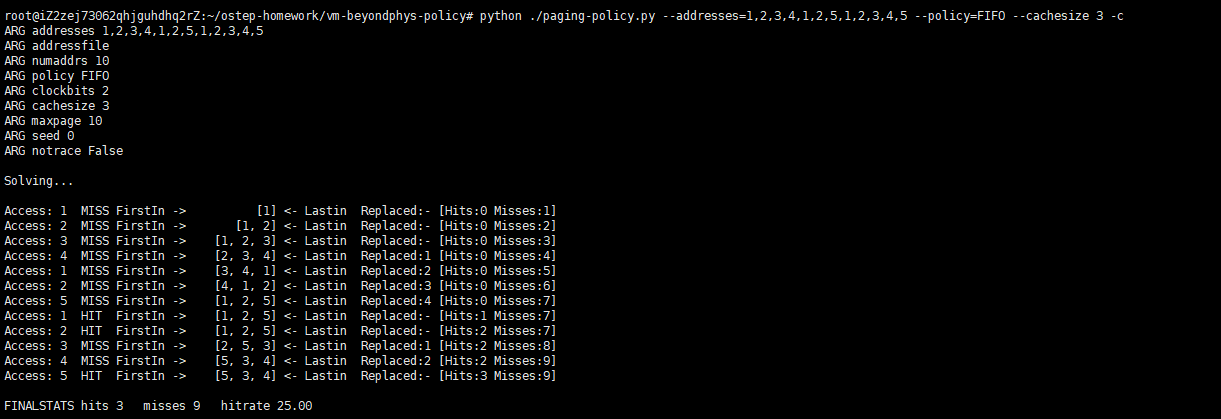 root@iZ2zej73062qhjguhdhq2rZ:~/ostep-homework/vm-beyondphys-policy# python ./paging-policy.py --addresses=1,2,3,4,1,2,5,1,2,3,4,5 --policy=FIFO --cachesize 3 -c
ARG addresses 1,2,3,4,1,2,5,1,2,3,4,5
ARG addressfile
ARG numaddrs 10
ARG policy FIFO
ARG clockbits 2
ARG cachesize 3
ARG maxpage 10
ARG seed 0
ARG notrace False
Solving...
Access: 1  MISS FirstIn ->          [1] <- Lastin  Replaced:- [Hits:0 Misses:1]
Access: 2  MISS FirstIn ->       [1, 2] <- Lastin  Replaced:- [Hits:0 Misses:2]
Access: 3  MISS FirstIn ->    [1, 2, 3] <- Lastin  Replaced:- [Hits:0 Misses:3]
Access: 4  MISS FirstIn ->    [2, 3, 4] <- Lastin  Replaced:1 [Hits:0 Misses:4]
Access: 1  MISS FirstIn ->    [3, 4, 1] <- Lastin  Replaced:2 [Hits:0 Misses:5]
Access: 2  MISS FirstIn ->    [4, 1, 2] <- Lastin  Replaced:3 [Hits:0 Misses:6]
Access: 5  MISS FirstIn ->    [1, 2, 5] <- Lastin  Replaced:4 [Hits:0 Misses:7]
Access: 1  HIT  FirstIn ->    [1, 2, 5] <- Lastin  Replaced:- [Hits:1 Misses:7]
Access: 2  HIT  FirstIn ->    [1, 2, 5] <- Lastin  Replaced:- [Hits:2 Misses:7]
Access: 3  MISS FirstIn ->    [2, 5, 3] <- Lastin  Replaced:1 [Hits:2 Misses:8]
Access: 4  MISS FirstIn ->    [5, 3, 4] <- Lastin  Replaced:2 [Hits:2 Misses:9]
Access: 5  HIT  FirstIn ->    [5, 3, 4] <- Lastin  Replaced:- [Hits:3 Misses:9]
FINALSTATS hits 3   misses 9   hitrate 25.00